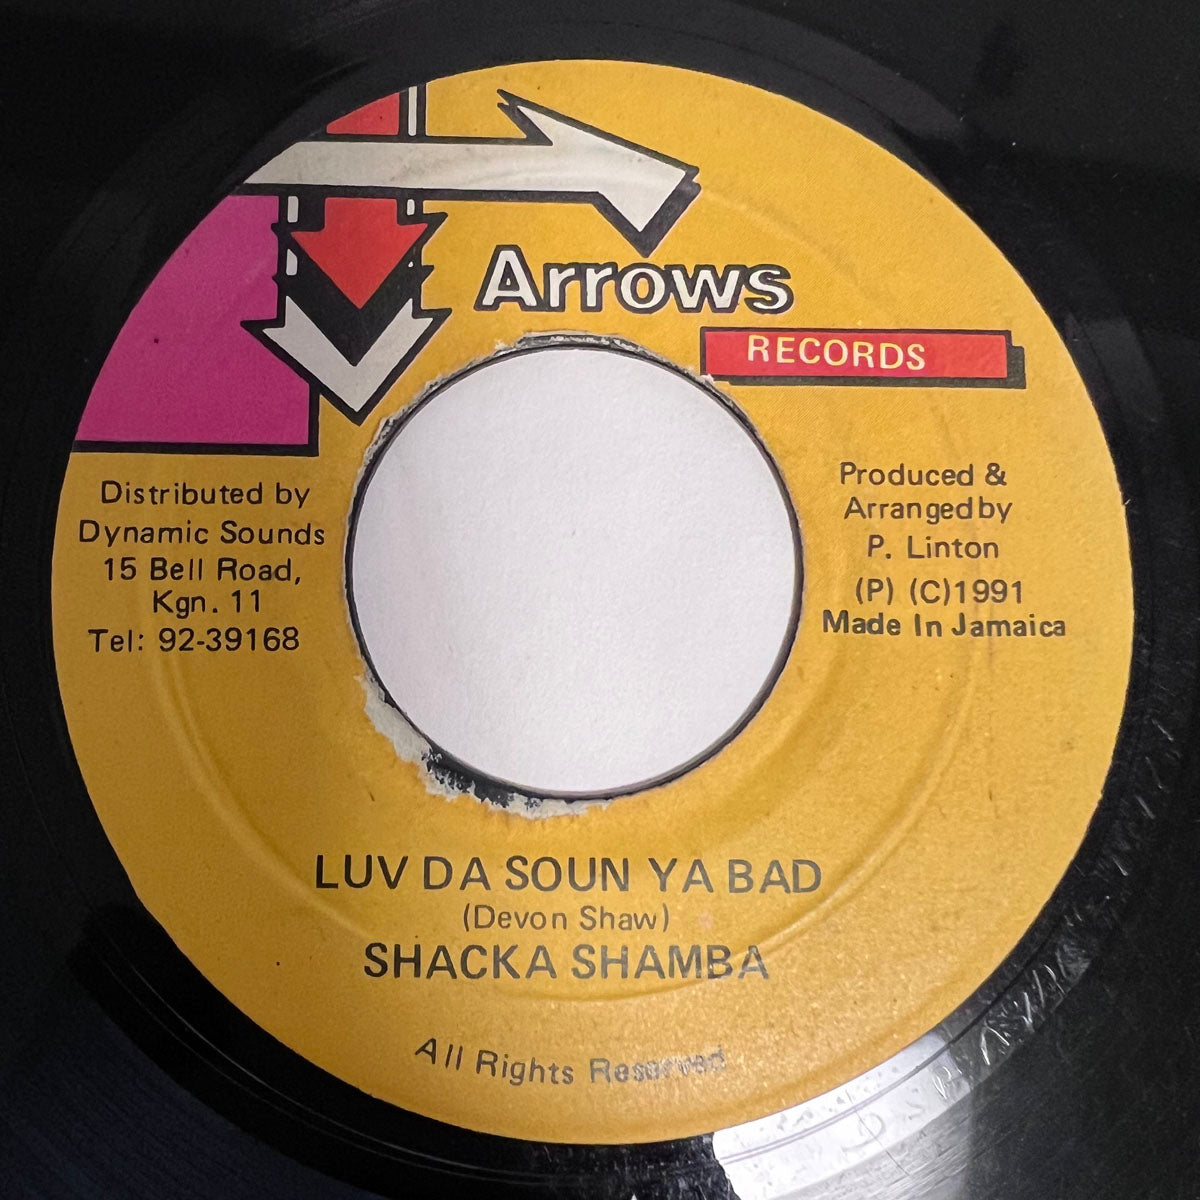 Arrows
RECORDS
Distributed by
Dynamic Sounds
15 Bell Road,
Kgn. 11
Tel: 92-39168
Produced &
Arranged by
P. Linton
(P) (C)1991
Made In Jamaica
LUV DA SOUN YA BAD
(Devon Shaw)
SHACKA SHAMBA
All Rights Reserved